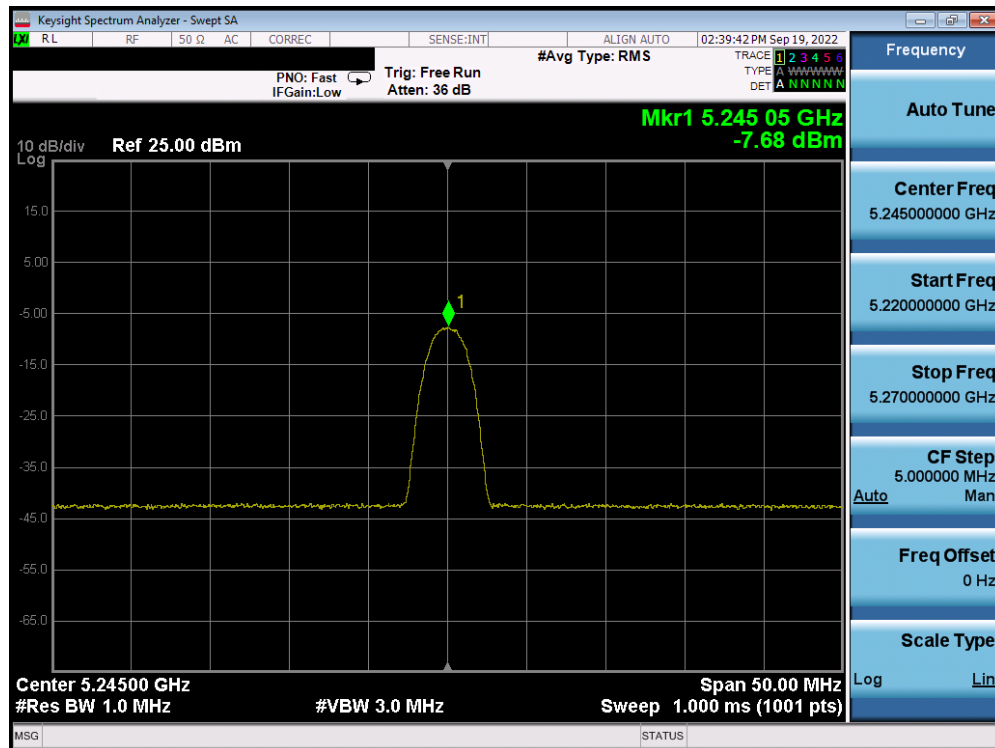 Keysight Spectrum Analyzer - Swept SA
LXI RL RF 50 Ω AC CORREC SENSE:INT ALIGN AUTO 02:39:42 PM Sep 19, 2022
Frequency
#Avg Type: RMS
TRACE 1 2 3 4 5 6
PNO: Fast Trig: Free Run
TYPE A WWWWW
IFGain:Low Atten: 36 dB
DET A N N N N N
Auto Tune
Mkr1 5.245 05 GHz
-7.68 dBm
10 dB/div Ref 25.00 dBm
Log
15.0
5.00
-5.00
-15.0
-25.0
-35.0
-45.0
-55.0
-65.0
1
Center Freq
5.245000000 GHz
Start Freq
5.220000000 GHz
Stop Freq
5.270000000 GHz
CF Step
5.000000 MHz
Auto Man
Freq Offset
0 Hz
Scale Type
Log Lin
Center 5.24500 GHz Span 50.00 MHz
#Res BW 1.0 MHz #VBW 3.0 MHz Sweep 1.000 ms (1001 pts)
MSG STATUS